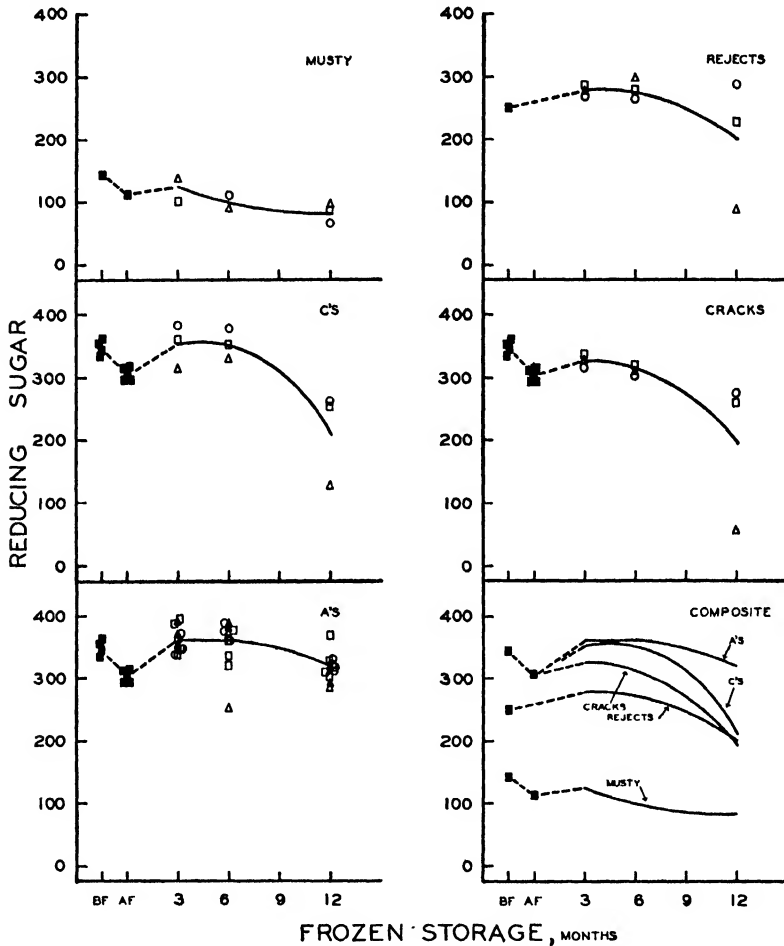 400
300
200
100
0
MUSTY
400
300
200
100
0
REJECTS
400
300
200
100
0
C'S
400
300
200
100
0
CRACKS
400
300
200
100
0
A'S
400
300
200
100
0
COMPOSITE
A'S
C'S
CRACKS
REJECTS
MUSTY
REDUCING SUGAR
BF AF 3 6 9 12
BF AF 3 6 9 12
FROZEN STORAGE, MONTHS